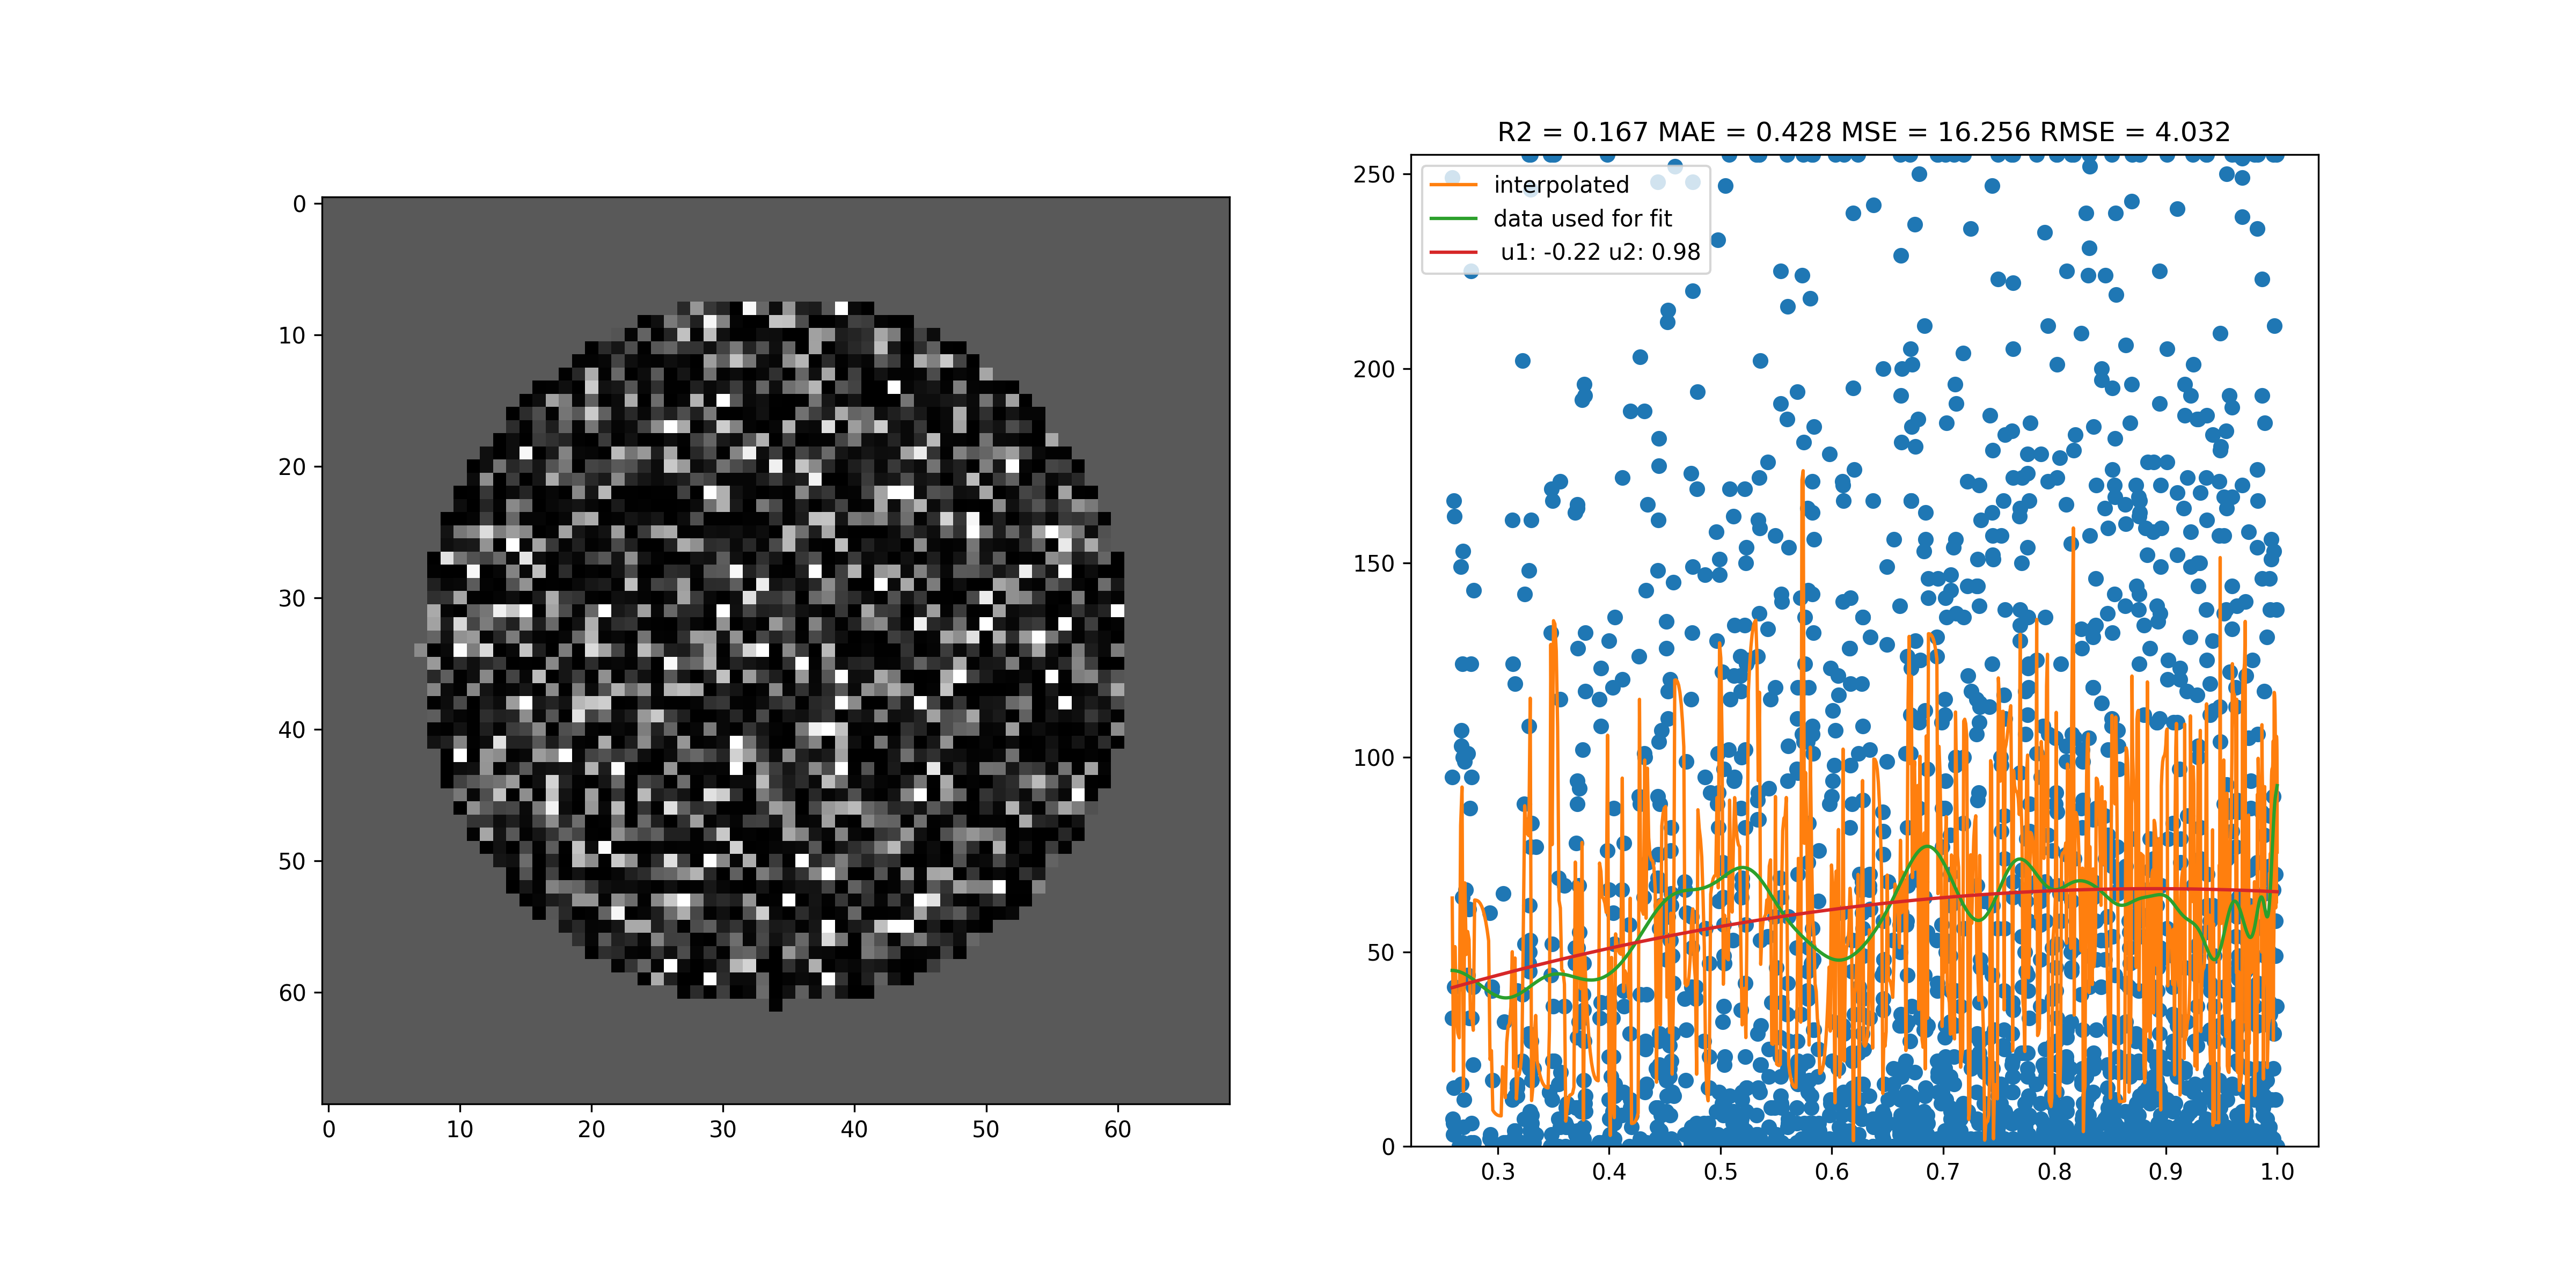 R2 = 0.167 MAE = 0.428 MSE = 16.256 RMSE = 4.032
interpolated
data used for fit
u1: -0.22 u2: 0.98
0
10
20
30
40
50
60
0 10 20 30 40 50 60
250
200
150
100
50
0
0.3 0.4 0.5 0.6 0.7 0.8 0.9 1.0